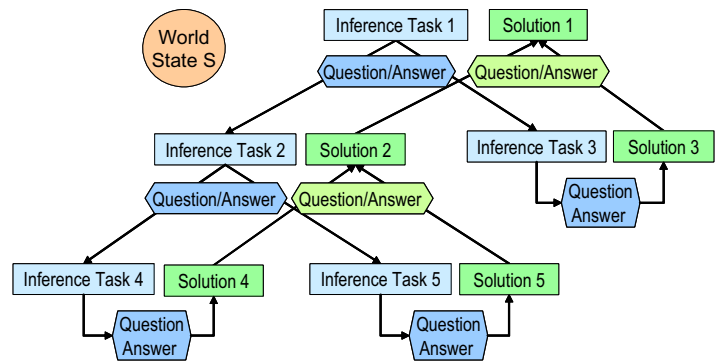 World
State S
Inference Task 1
Solution 1
Question/Answer
Question/Answer
Inference Task 2
Solution 2
Inference Task 3
Solution 3
Question/Answer
Question/Answer
Question
Answer
Inference Task 4
Solution 4
Inference Task 5
Solution 5
Question
Answer
Question
Answer